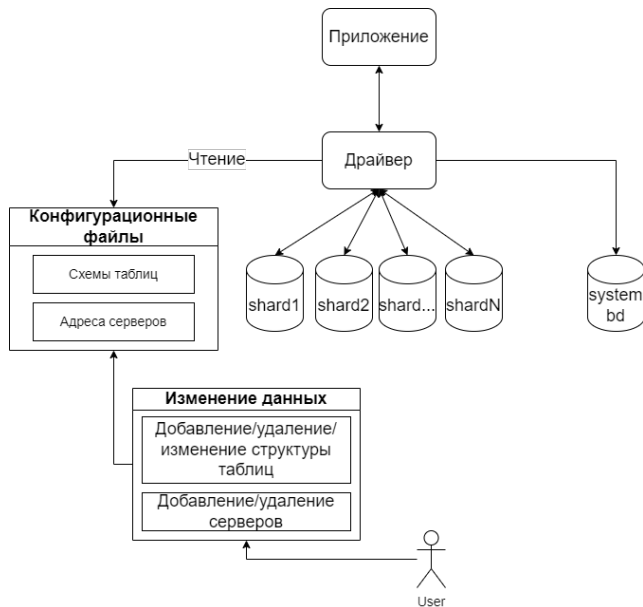 Приложение
Чтение
Драйвер
Конфигурационные
файлы
Схемы таблиц
Адреса серверов
shard1
shard2
shard...
shardN
system
bd
Изменение данных
Добавление/удаление/
изменение структуры
таблиц
Добавление/удаление
серверов
User